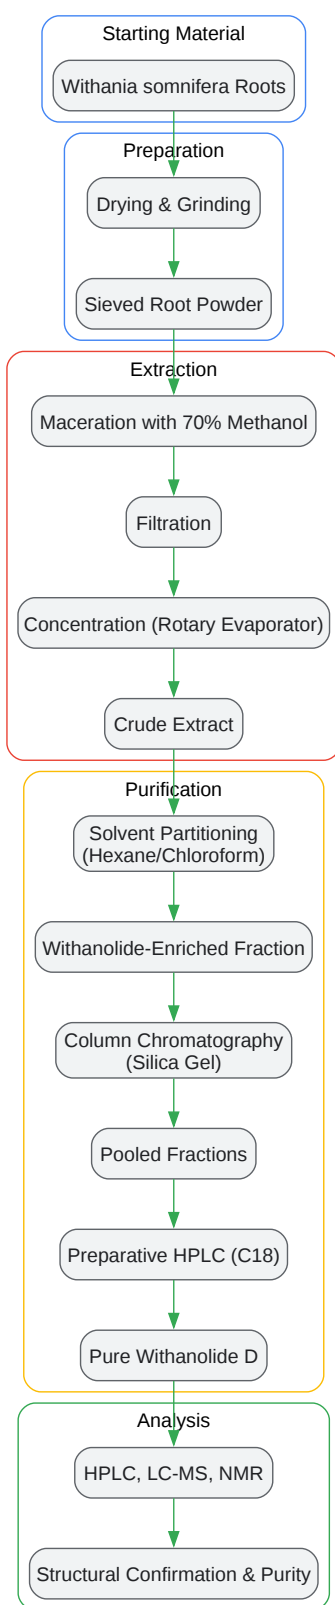 Starting Material
Withania somnifera Roots
Preparation
Drying & Grinding
Sieved Root Powder
Extraction
Maceration with 70% Methanol
Filtration
Concentration (Rotary Evaporator)
Crude Extract
Purification
Solvent Partitioning
(Hexane/Chloroform)
Withanolide-Enriched Fraction
Column Chromatography
(Silica Gel)
Pooled Fractions
Preparative HPLC (C18)
Pure Withanolide D
Analysis
HPLC, LC-MS, NMR
Structural Confirmation & Purity